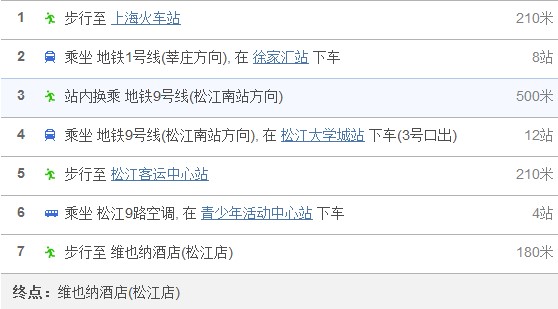 1 步行至 上海火车站 210米
2 乘坐 地铁1号线(莘庄方向), 在 徐家汇站 下车 8站
3 站内换乘 地铁9号线(松江南站方向) 500米
4 乘坐 地铁9号线(松江南站方向), 在 松江大学城站 下车(3号口出) 12站
5 步行至 松江客运中心站 210米
6 乘坐 松江9路空调, 在 青少年活动中心站 下车 4站
7 步行至 维也纳酒店(松江店) 180米
终点：维也纳酒店(松江店)